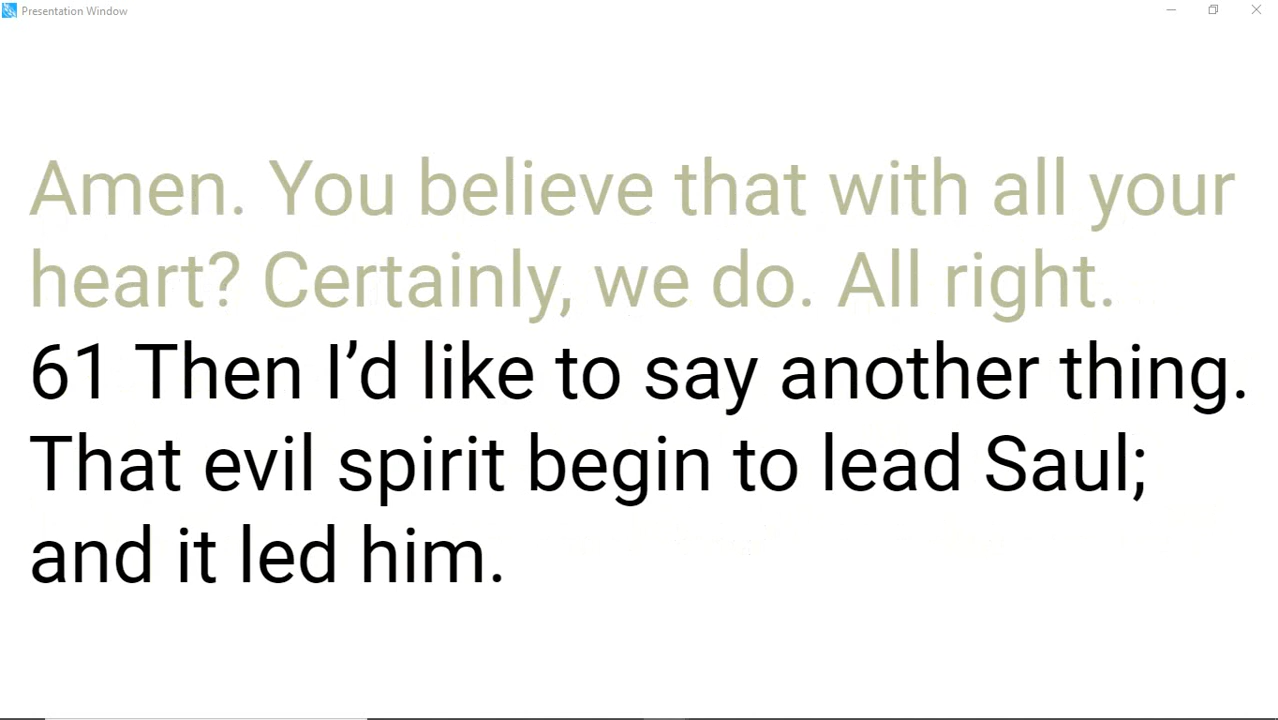 Presentation Window
Amen. You believe that with all your
heart? Certainly, we do. All right.
61 Then I’d like to say another thing.
That evil spirit begin to lead Saul;
and it led him.